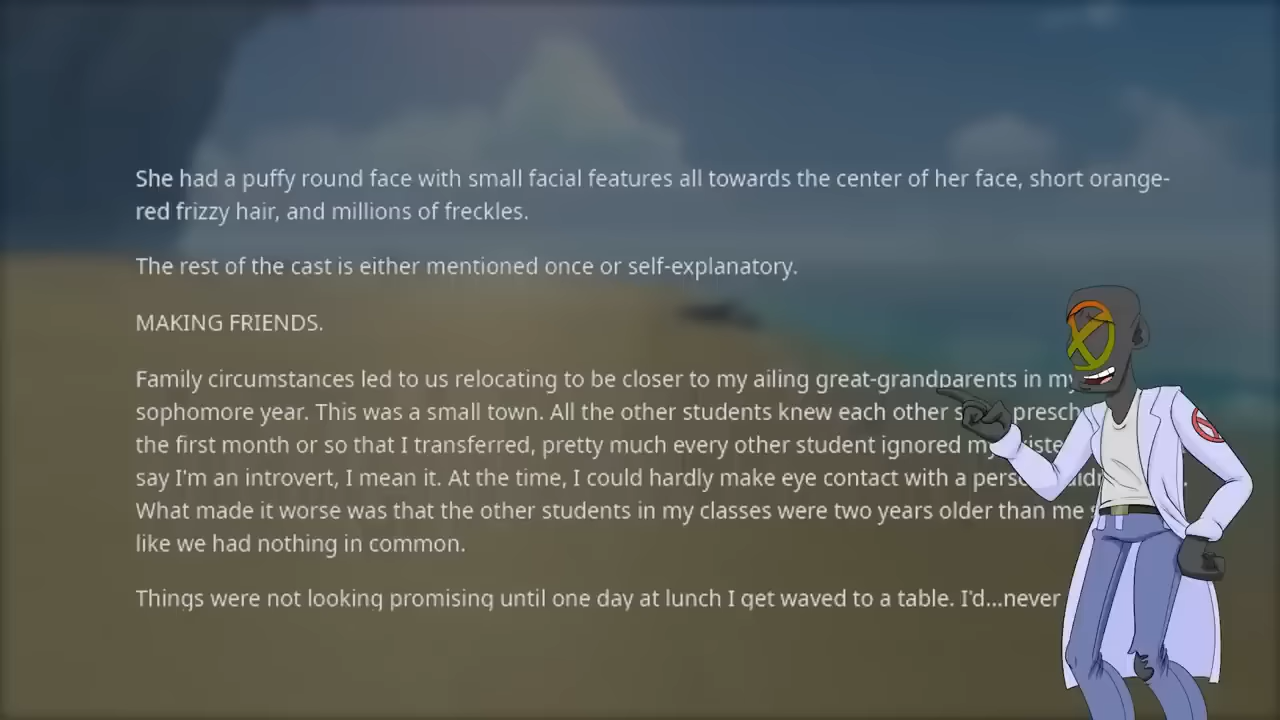 She had a puffy round face with small facial features all towards the center of her face, short orange-
red frizzy hair, and millions of freckles.
The rest of the cast is either mentioned once or self-explanatory.
MAKING FRIENDS.
Family circumstances led to us relocating to be closer to my ailing great-grandparents in my
sophomore year. This was a small town. All the other students knew each other
the first month or so that I transferred, pretty much every other student ignored my
say I'm an introvert, I mean it. At the time, I could hardly make eye contact with a
What made it worse was that the other students in my classes were two years older than me
like we had nothing in common.
Things were not looking promising until one day at lunch I get waved to a table. I'd...never